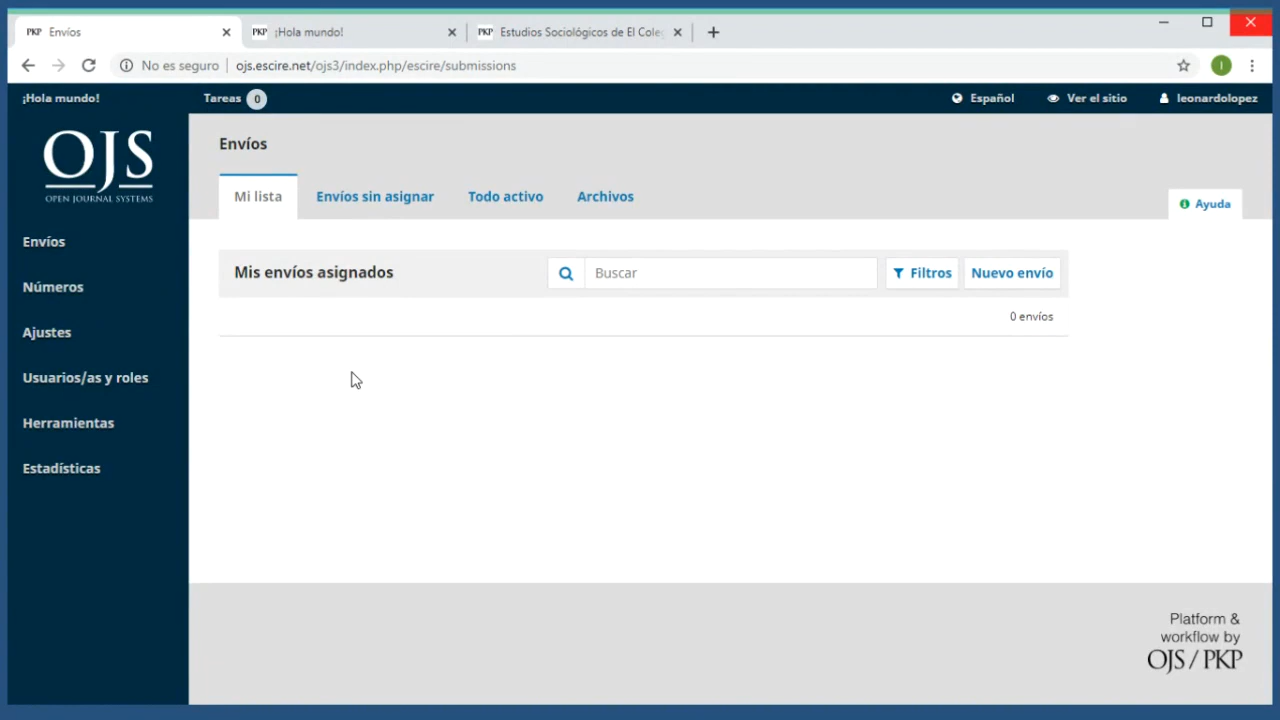 PKP Envíos
PKP ¡Hola mundo!
PKP Estudios Sociológicos de El Coleg
No es seguro ojs.escire.net/ojs3/index.php/escire/submissions
¡Hola mundo!
Tareas 0
Español
Ver el sitio
leonardolopez
OJS
OPEN JOURNAL SYSTEMS
Envíos
Números
Ajustes
Usuarios/as y roles
Herramientas
Estadísticas
Envíos
Mi lista
Envíos sin asignar
Todo activo
Archivos
Ayuda
Mis envíos asignados
Buscar
Filtros
Nuevo envío
0 envíos
Platform &
workflow by
OJS / PKP